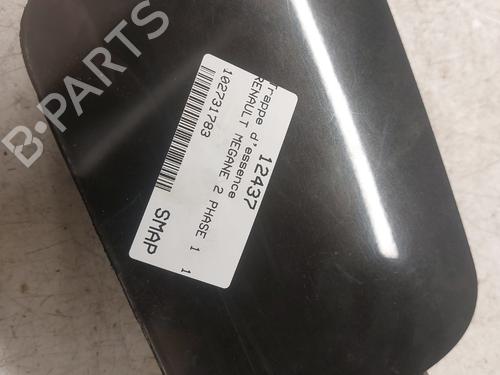 B-PARTS
12437
Trappe d'essence
RENAULT MEGANE 2 PHASE 1 1
102731783
SMAP